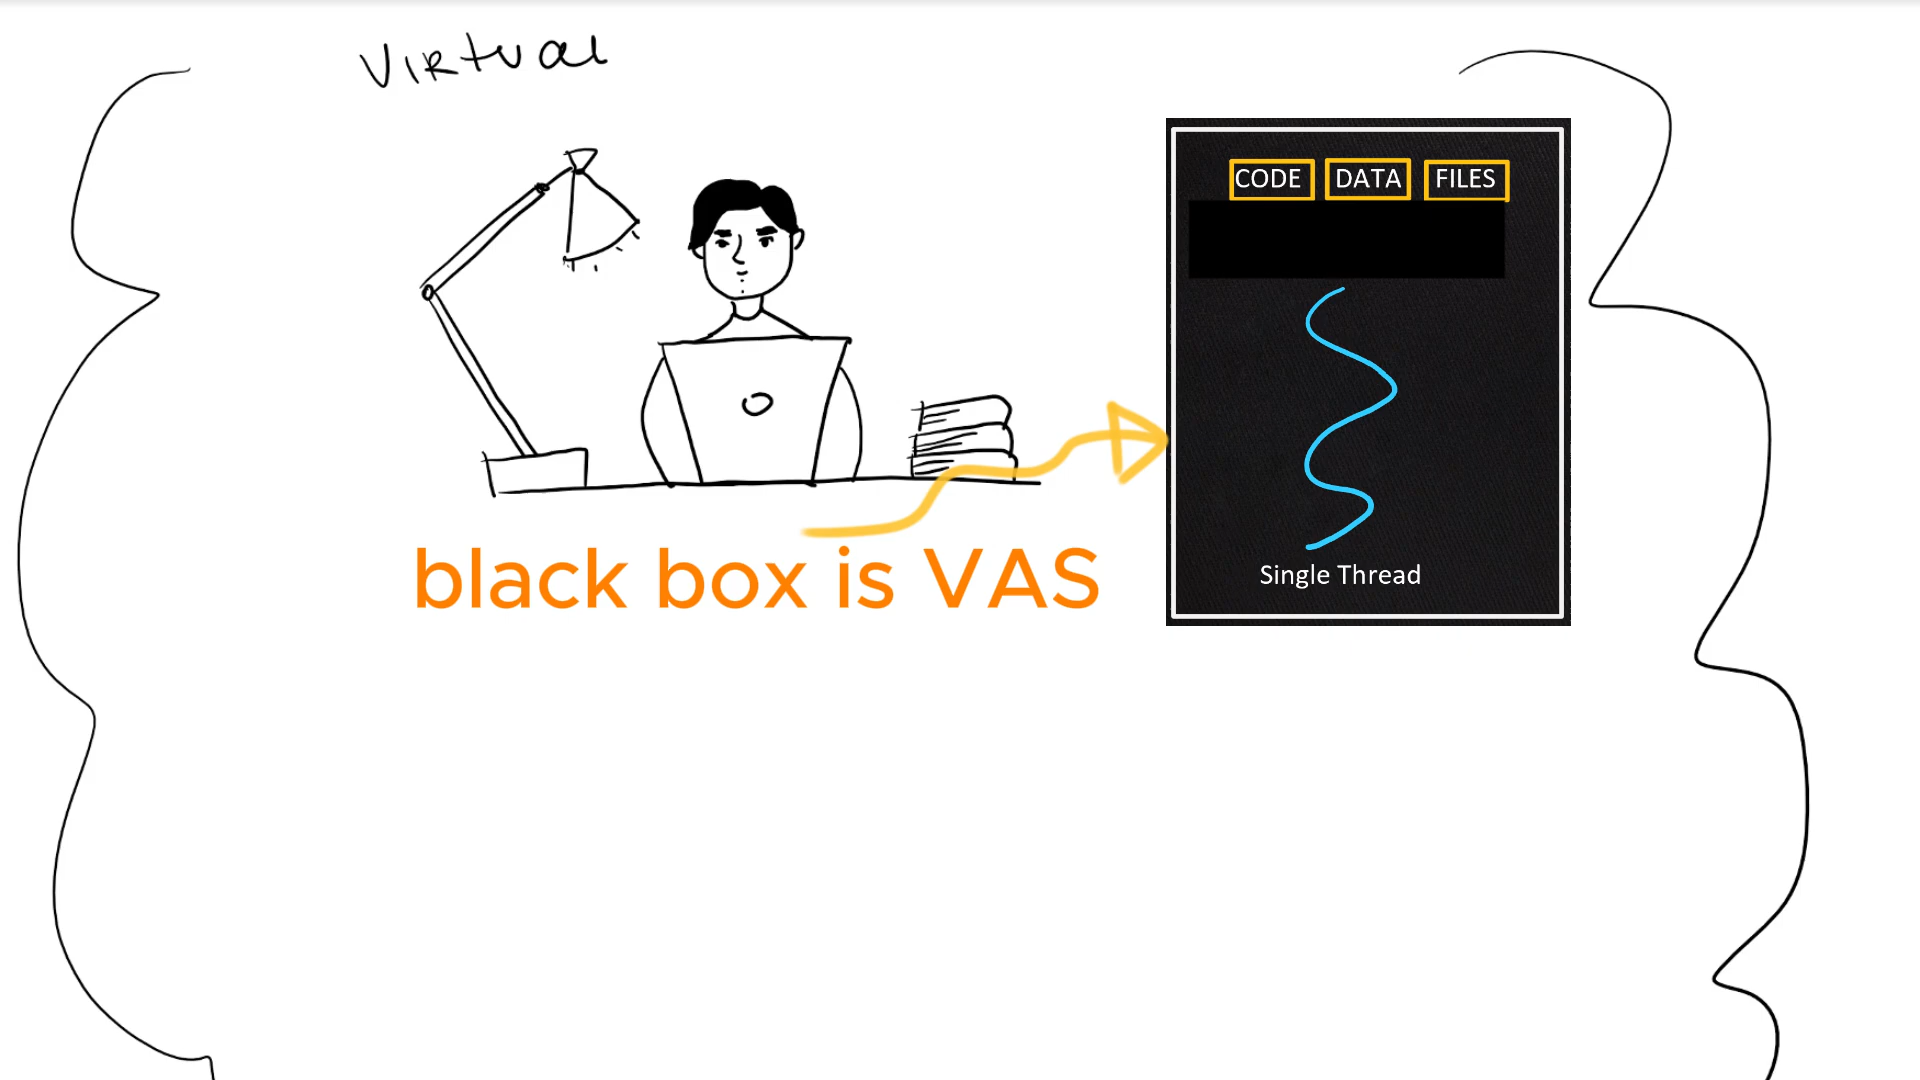 Virtual
CODE DATA FILES
black box is VAS
Single Thread